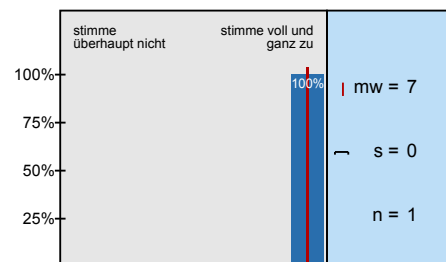 stimme
überhaupt nicht
stimme voll und
ganz zu
100%
75%
50%
25%
100%
mw = 7
s = 0
n = 1